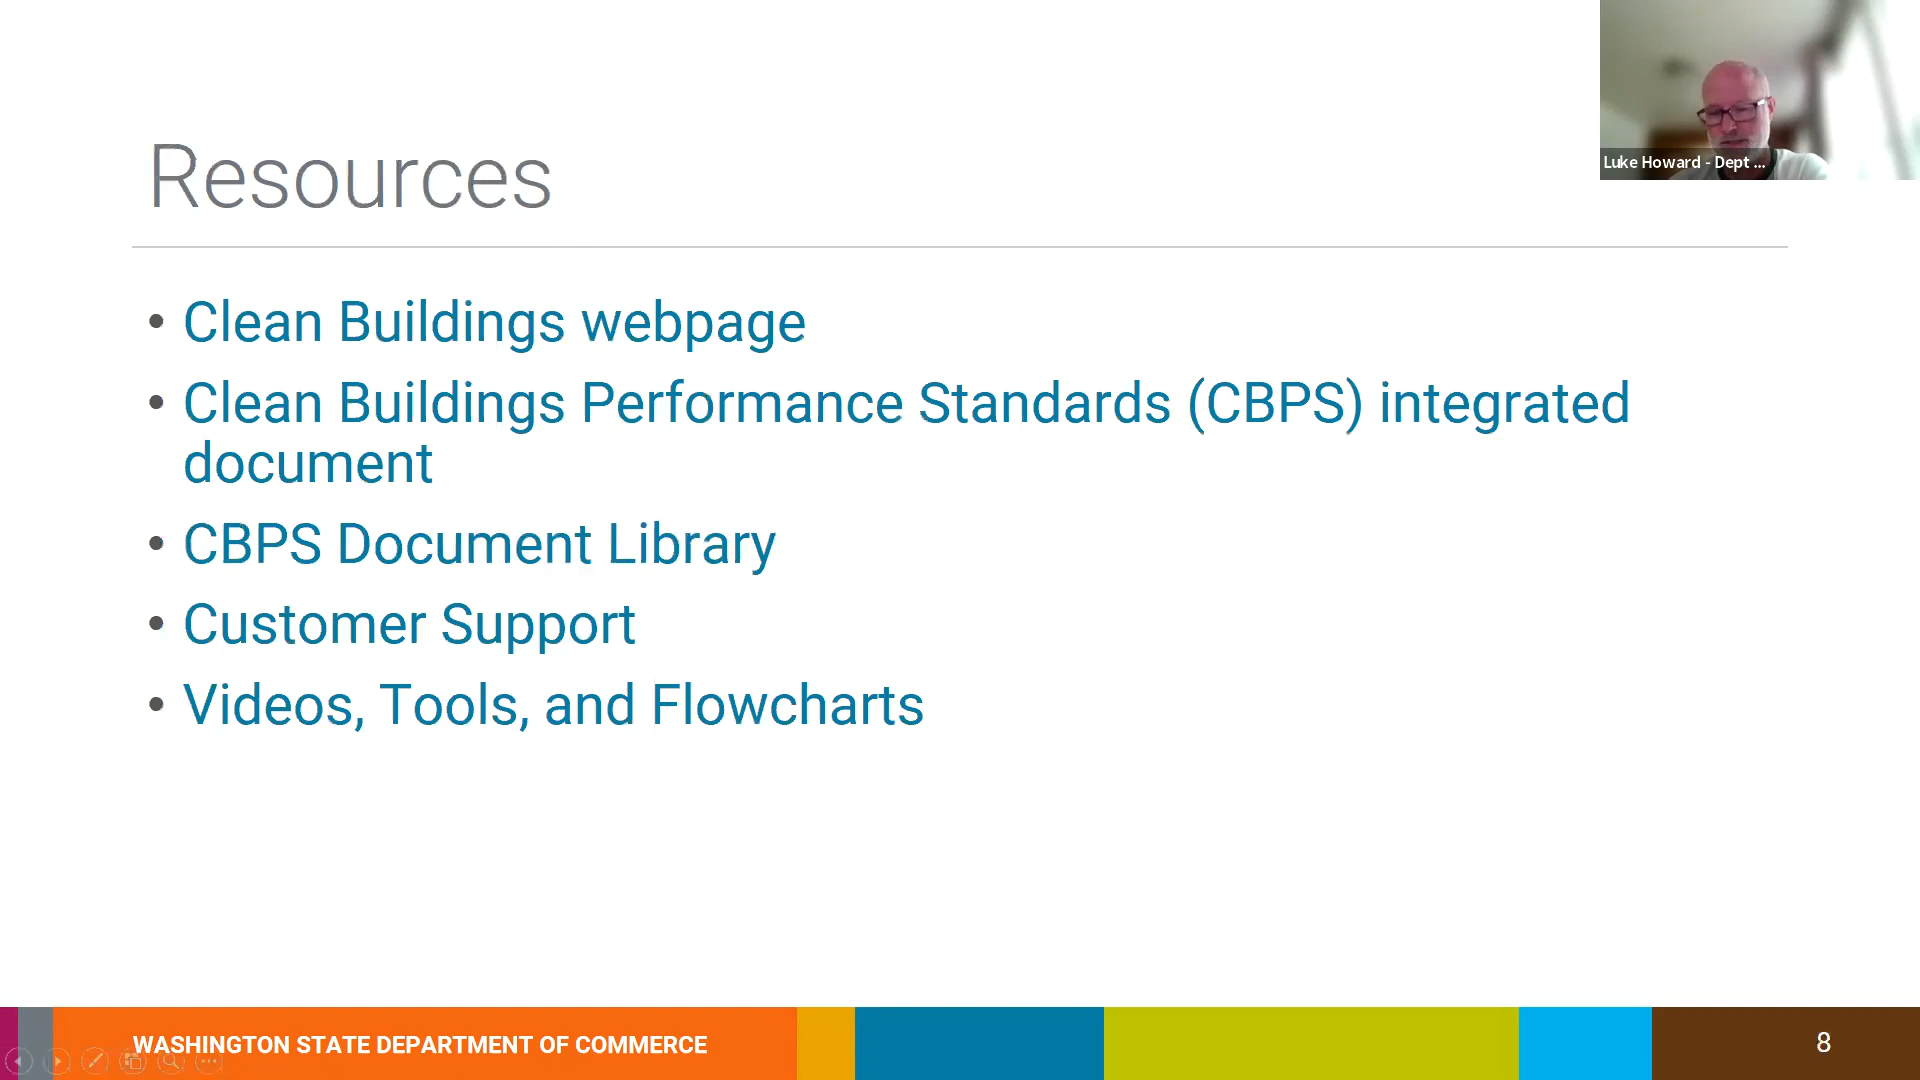 Luke Howard - Dept ...
Resources
• Clean Buildings webpage
• Clean Buildings Performance Standards (CBPS) integrated
document
• CBPS Document Library
• Customer Support
• Videos, Tools, and Flowcharts
WASHINGTON STATE DEPARTMENT OF COMMERCE
8